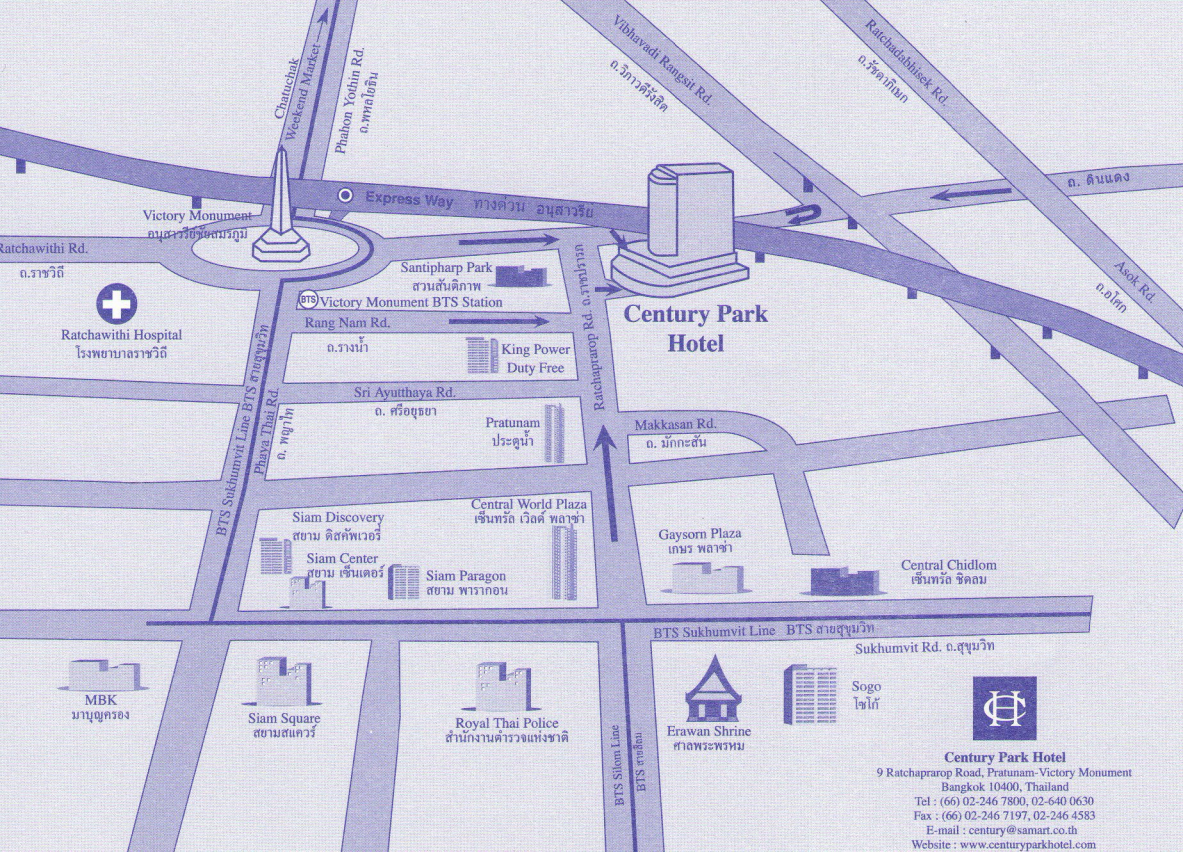 Chatuchak
Weekend Market
Phahon Yothin Rd.
ถ.พหลโยธิน
Vibhavadi Rangsit Rd.
ถ.วิภาวดีรังสิต
Ratchadabhisek Rd.
ถ.รัชดาภิเษก
Express Way ทางด่วน อนุสาวรีย์
ถ. ดินแดง
Victory Monument
อนุสาวรีย์ชัยสมรภูมิ
Ratchawithi Rd.
ถ.ราชวิถี
Santipharp Park
สวนสันติภาพ
BTS
Victory Monument BTS Station
Ratchaprarop Rd. ถ.ราชปรารภ
Asok Rd.
ถ.อโศก
Century Park
Hotel
Ratchawithi Hospital
โรงพยาบาลราชวิถี
Rang Nam Rd.
ถ.รางน้ำ
King Power
Duty Free
BTS Sukhumvit Line BTS สายสุขุมวิท
Phaya Thai Rd.
ถ. พญาไท
Sri Ayutthaya Rd.
ถ. ศรีอยุธยา
Pratunam
ประตูน้ำ
Makkasan Rd.
ถ. มักกะสัน
Siam Discovery
สยาม ดิสคัพเวอรี่
Central World Plaza
เซ็นทรัล เวิลด์ พลาซ่า
Gaysorn Plaza
เกษร พลาซ่า
Siam Center
สยาม เซ็นเตอร์
Siam Paragon
สยาม พารากอน
Central Chidlom
เซ็นทรัล ชิดลม
BTS Sukhumvit Line BTS สายสุขุมวิท
Sukhumvit Rd. ถ.สุขุมวิท
MBK
มาบุญครอง
Siam Square
สยามสแควร์
Royal Thai Police
สำนักงานตำรวจแห่งชาติ
BTS Silom Line
BTS สายสีลม
Erawan Shrine
ศาลพระพรหม
Sogo
โซโก้
Century Park Hotel
9 Ratchaprarop Road, Pratunam-Victory Monument
Bangkok 10400, Thailand
Tel : (66) 02-246 7800, 02-640 0630
Fax : (66) 02-246 7197, 02-246 4583
E-mail : century@samart.co.th
Website : www.centuryparkhotel.com